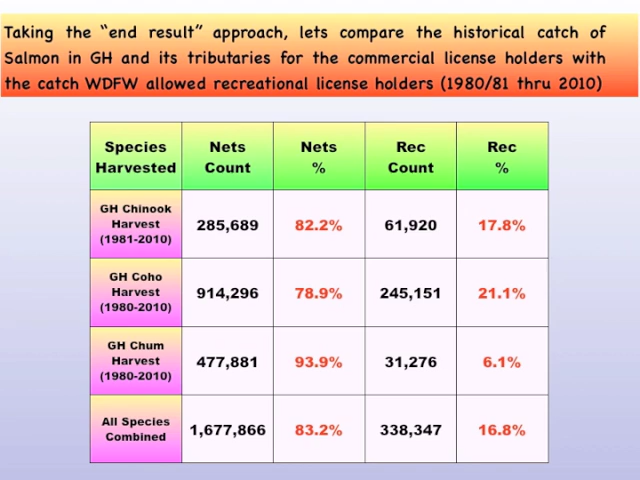 Taking the “end result” approach, lets compare the historical catch of
Salmon in GH and its tributaries for the commercial license holders with
the catch WDFW allowed recreational license holders (1980/81 thru 2010)
Species Harvested Nets Count Nets % Rec Count Rec %
GH Chinook Harvest (1981-2010) 285,689 82.2% 61,920 17.8%
GH Coho Harvest (1980-2010) 914,296 78.9% 245,151 21.1%
GH Chum Harvest (1980-2010) 477,881 93.9% 31,276 6.1%
All Species Combined 1,677,866 83.2% 338,347 16.8%